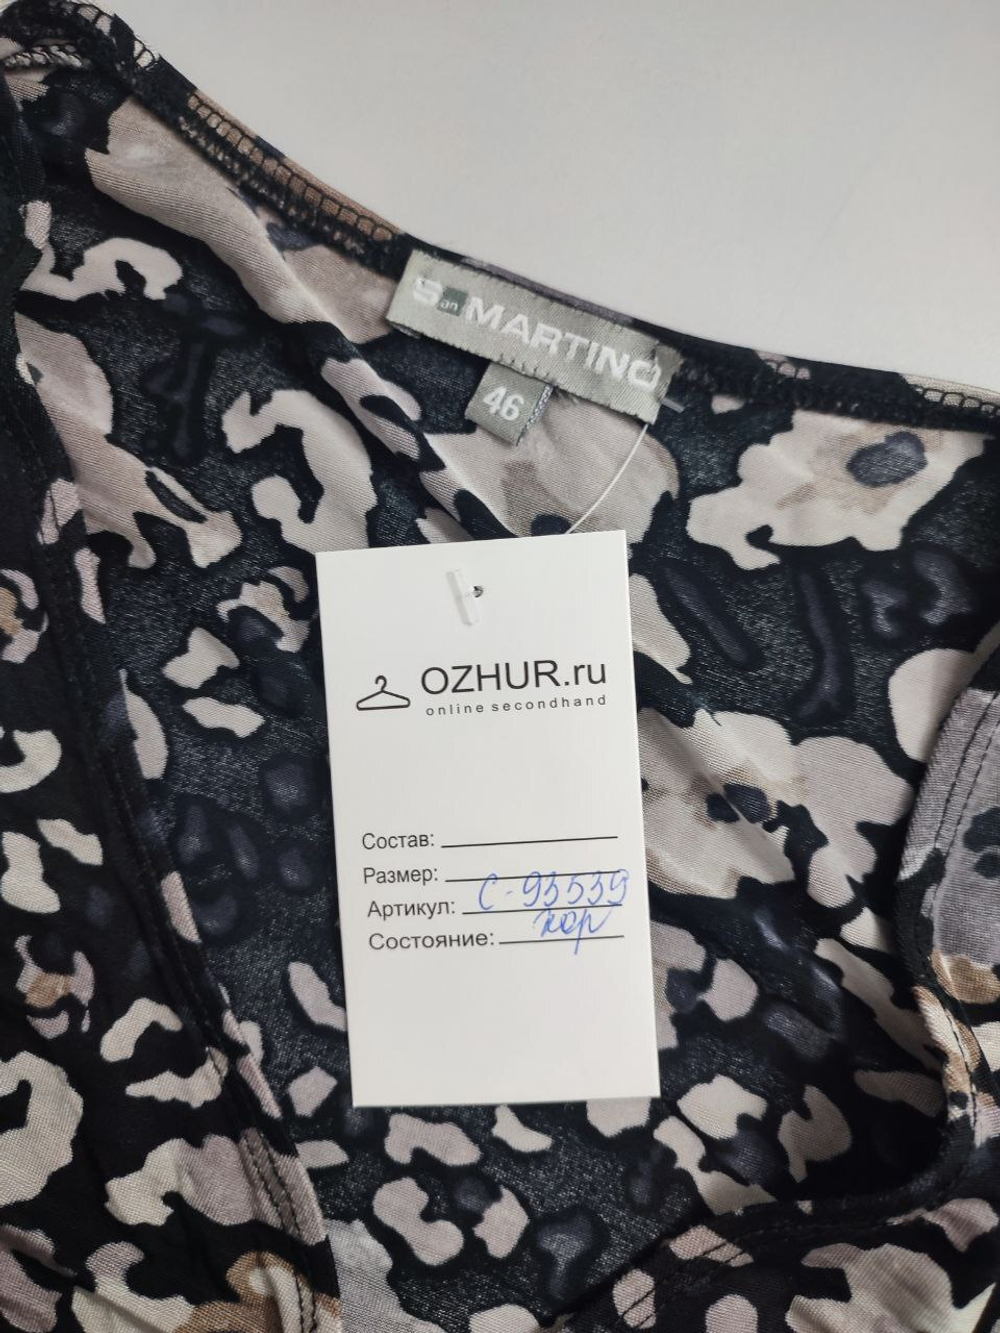 San MARTINO
46
OZHUR.ru
online secondhand
Состав:
Размер:
Артикул: С-93539
Состояние: хор